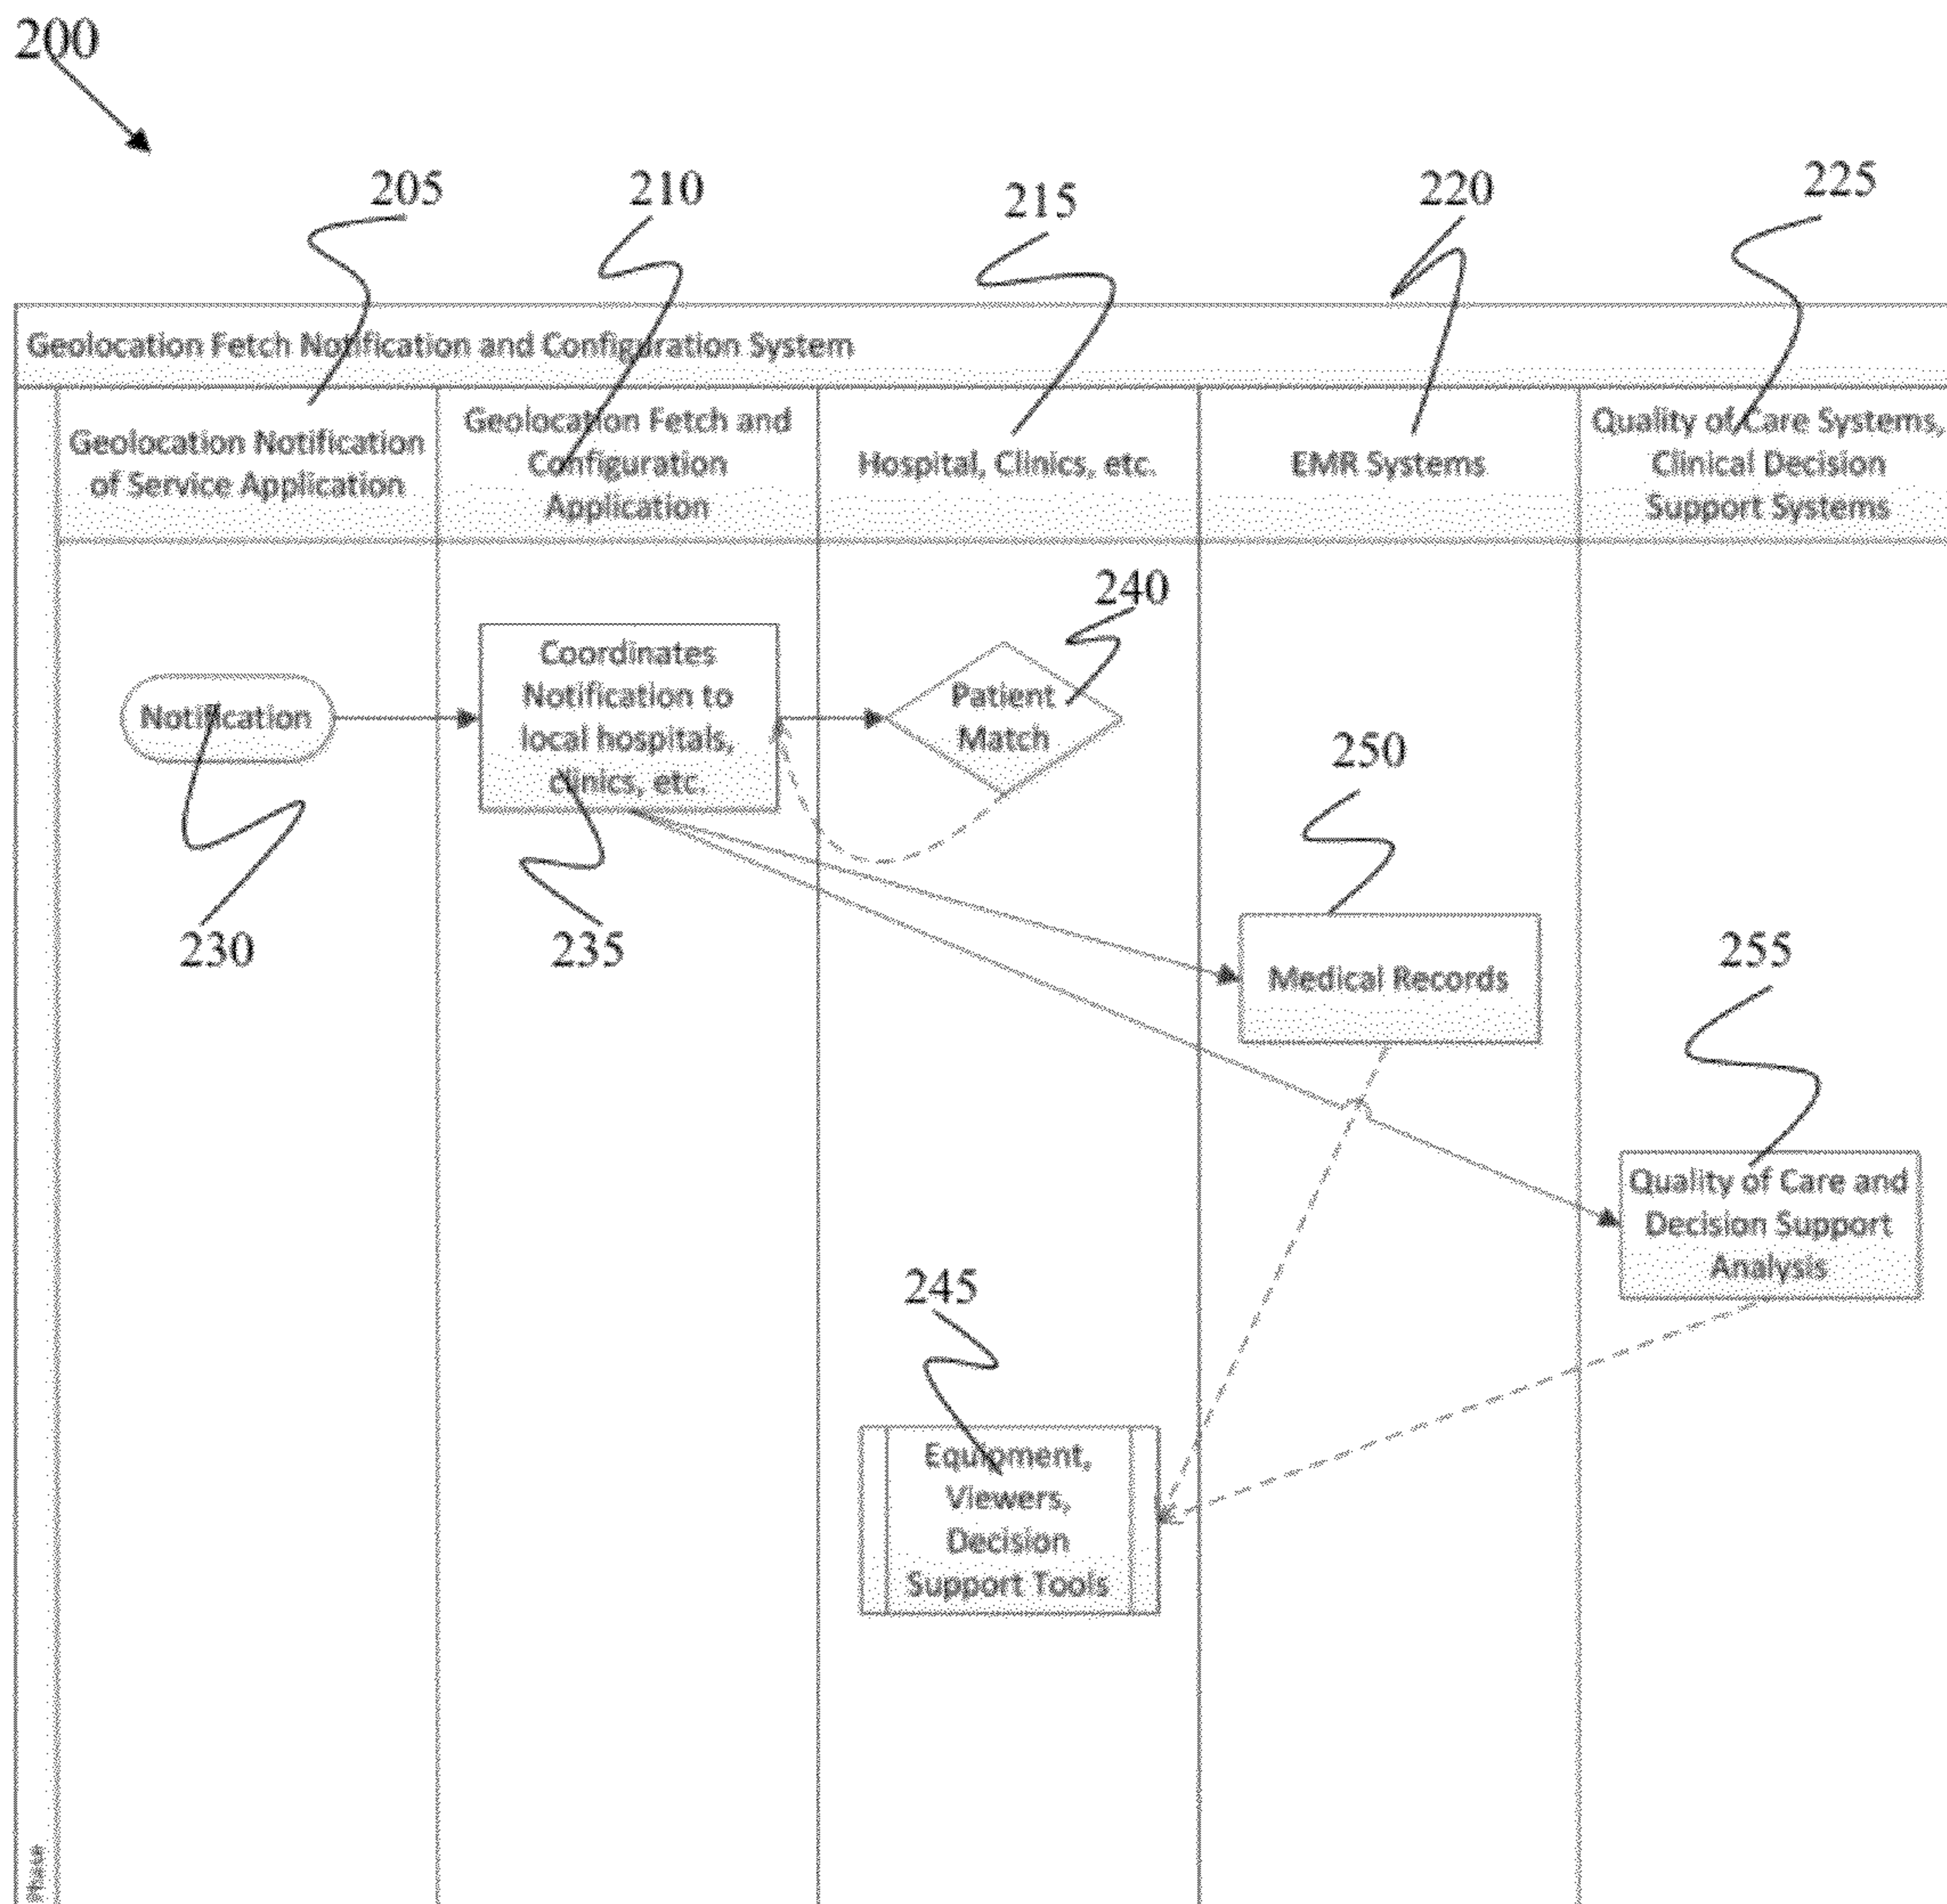 200
205
210
215
220
225
Geolocation Fetch Notification and Configuration System
Geolocation Notification
of Service Application
Geolocation Fetch and
Configuration
Application
Hospital, Clinics, etc.
EMR Systems
Quality of Care Systems,
Clinical Decision
Support Systems
240
Notification
Coordinates
Notification to
local hospitals,
clinics, etc.
Patient
Match
250
230
235
Medical Records
255
Quality of Care and
Decision Support
Analysis
245
Equipment,
Viewers,
Decision
Support Tools
Phase